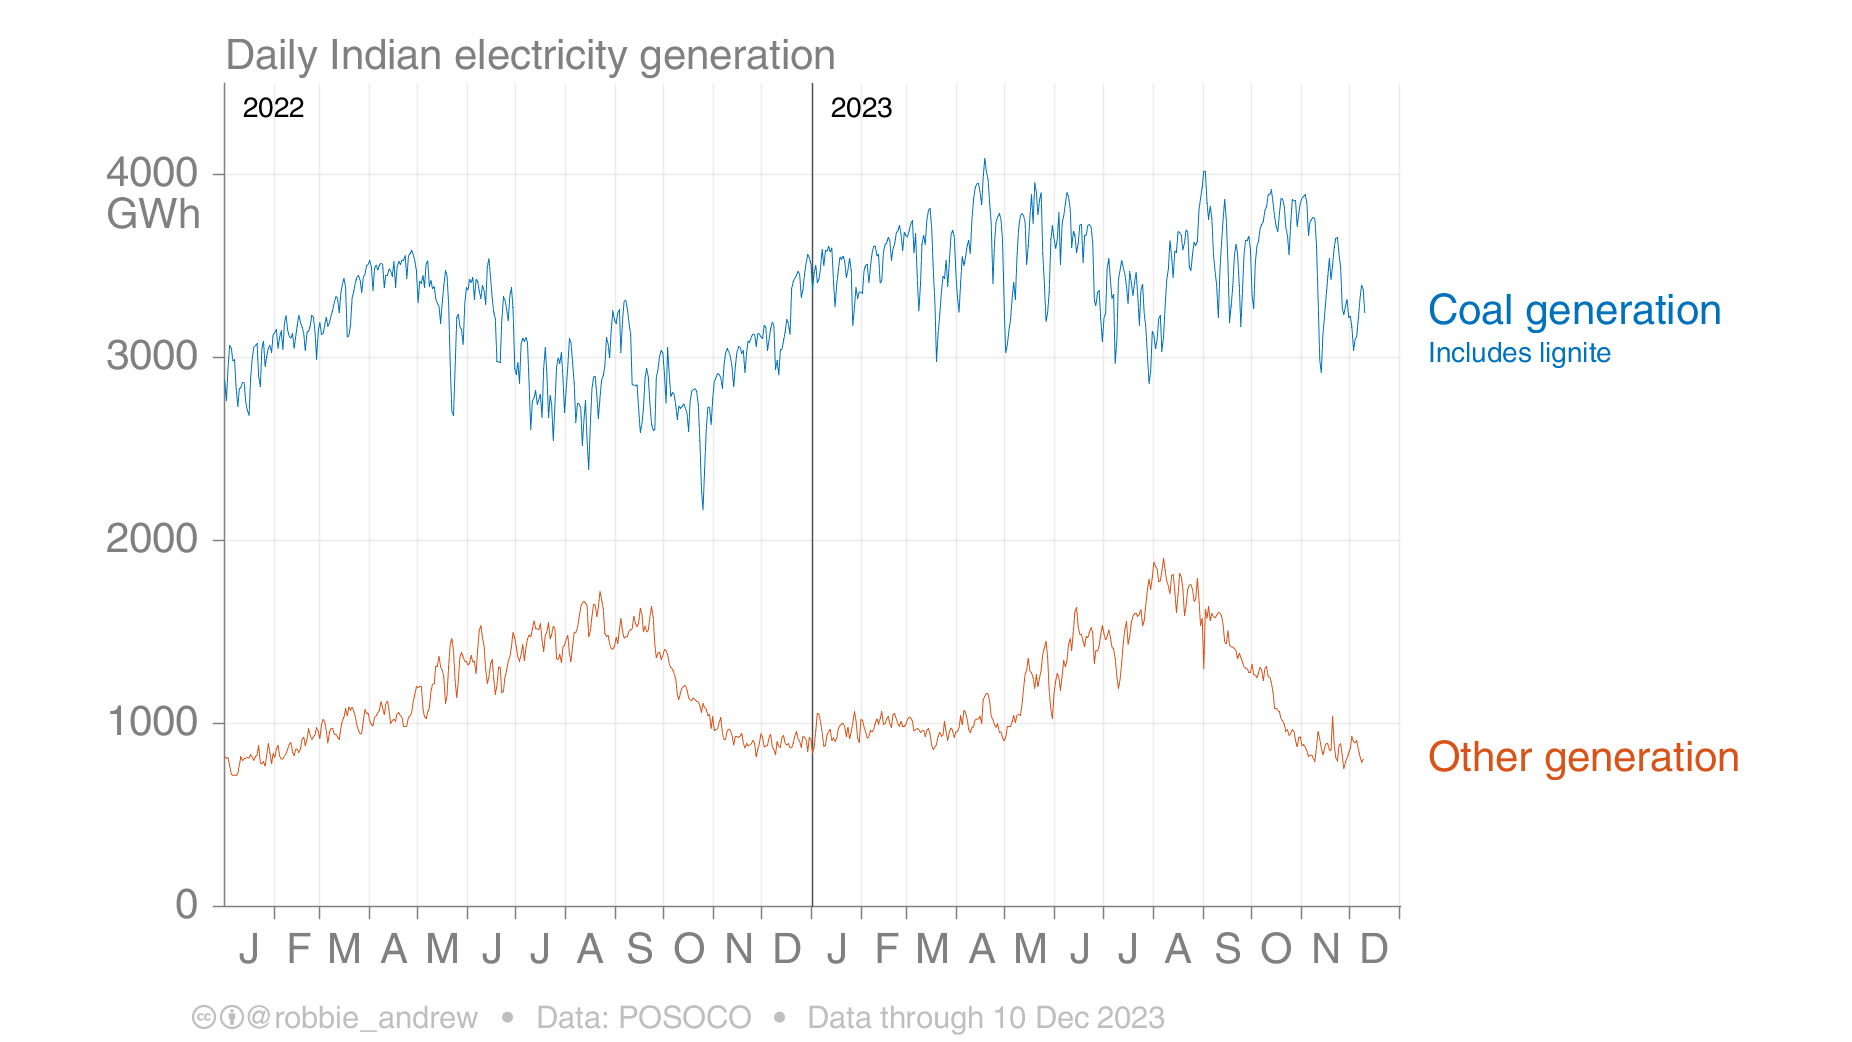 Daily Indian electricity generation
2022
2023
4000
GWh
3000
2000
1000
0
Coal generation
Includes lignite
Other generation
J F M A M J J A S O N D J F M A M J J A S O N D
@robbie_andrew • Data: POSOCO • Data through 10 Dec 2023